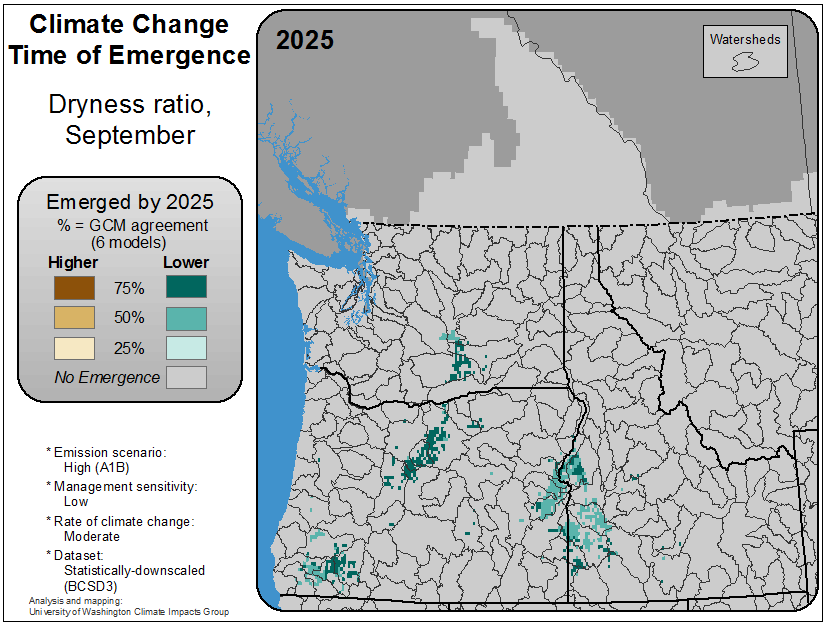 Climate Change
Time of Emergence
Dryness ratio,
September
Emerged by 2025
% = GCM agreement
(6 models)
Higher Lower
75%
50%
25%
No Emergence
* Emission scenario:
High (A1B)
* Management sensitivity:
Low
* Rate of climate change:
Moderate
* Dataset:
Statistically-downscaled
(BCSD3)
Analysis and mapping:
University of Washington Climate Impacts Group
2025
Watersheds